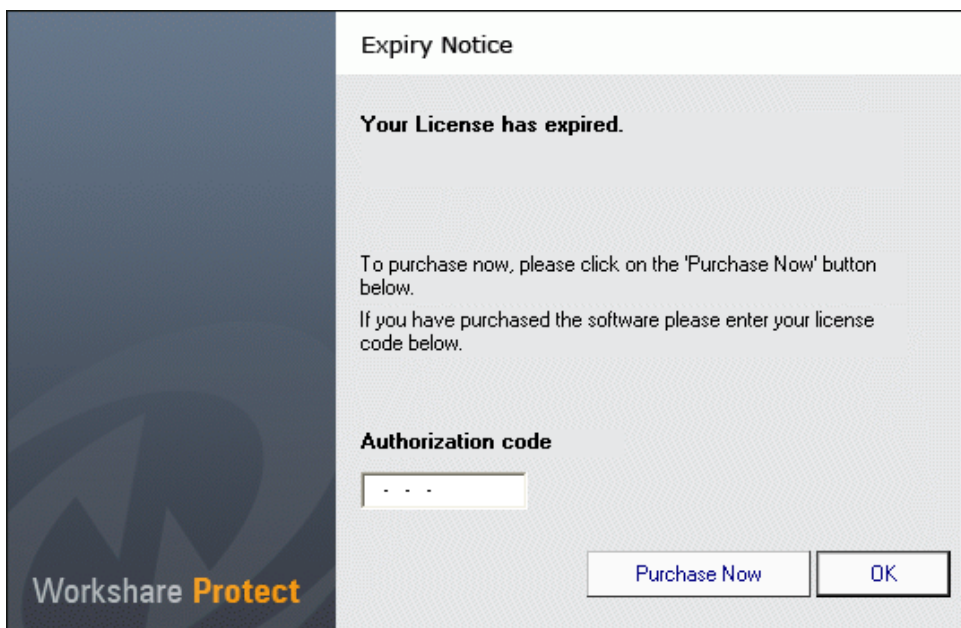 Expiry Notice
Your License has expired.
To purchase now, please click on the 'Purchase Now' button
below.
If you have purchased the software please enter your license
code below.
Authorization code
- - -
Purchase Now
OK
Workshare Protect